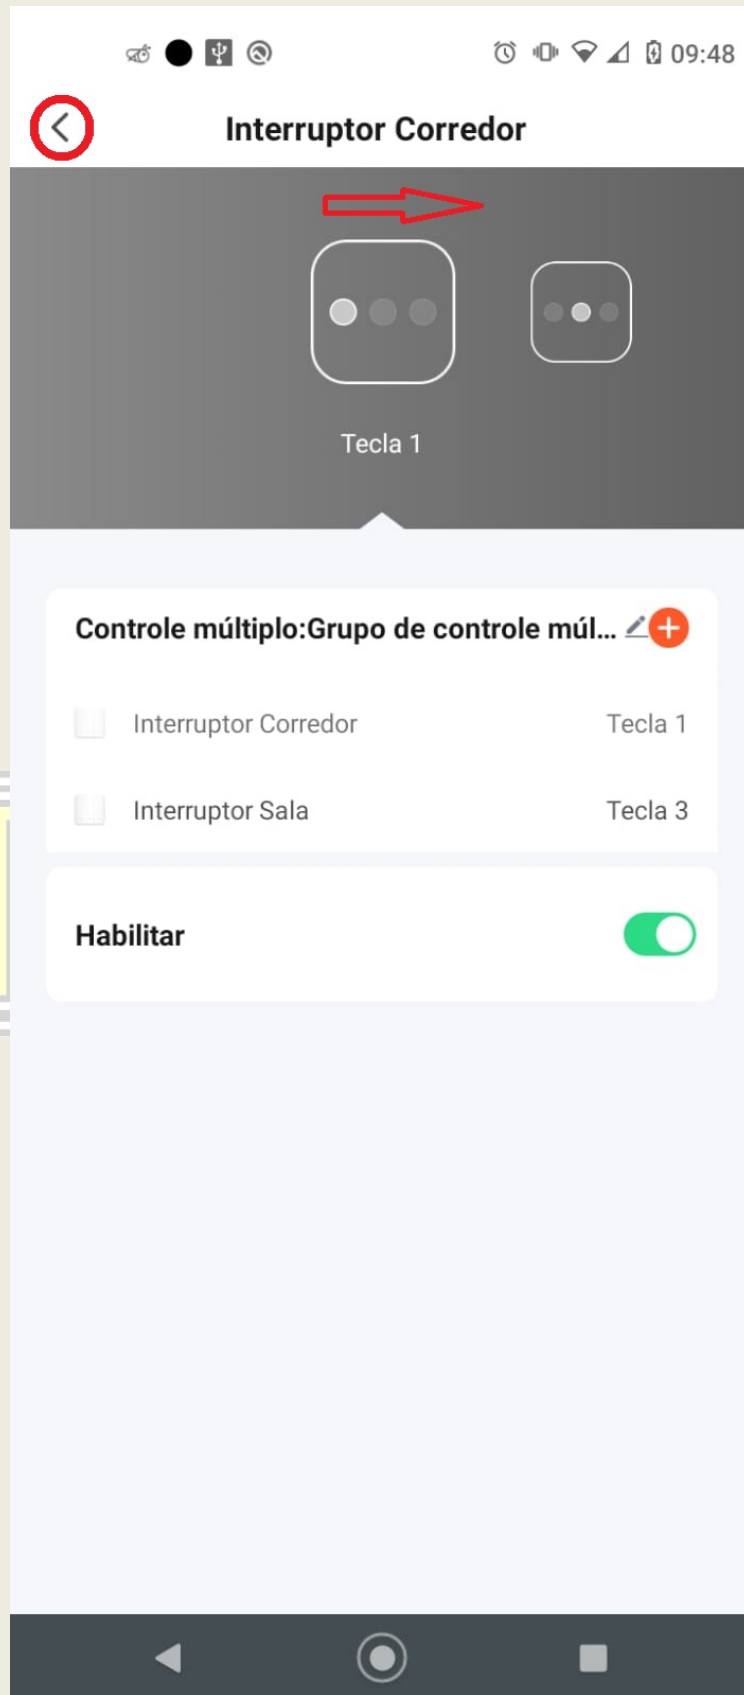 09:48
Interruptor Corredor
Tecla 1
Controle múltiplo:Grupo de controle múl...
Interruptor Corredor Tecla 1
Interruptor Sala Tecla 3
Habilitar